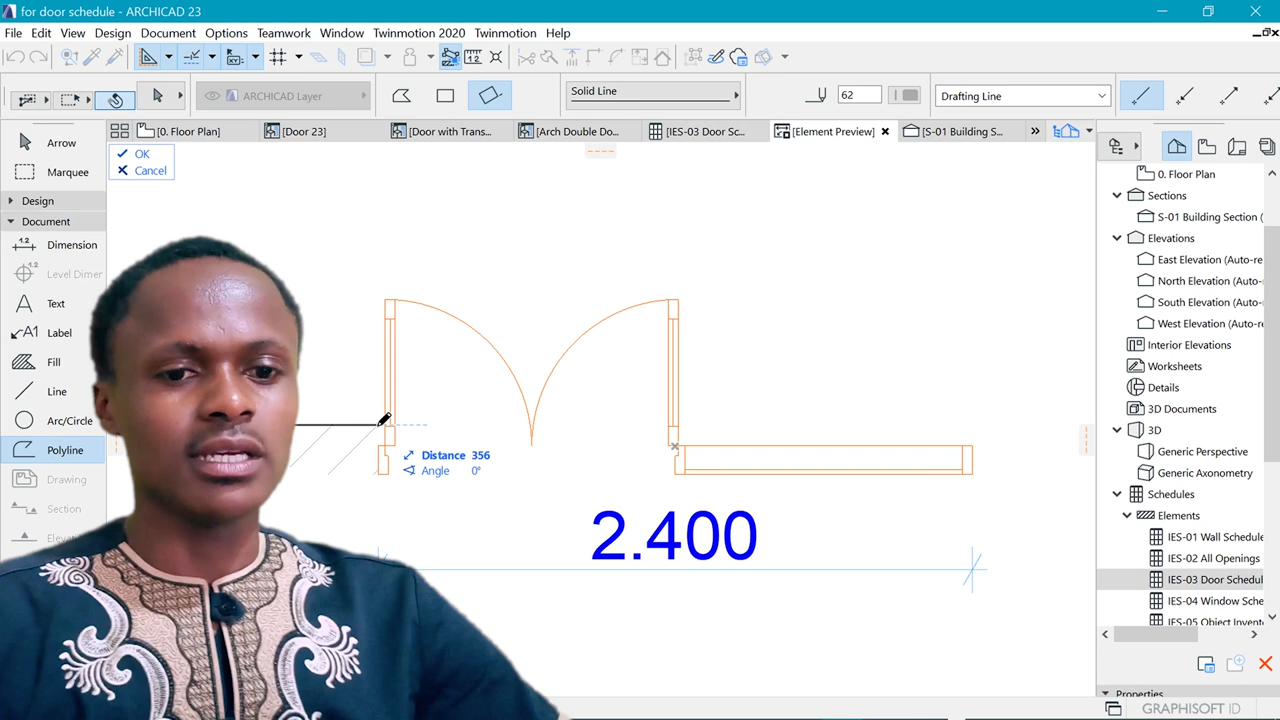 for door schedule - ARCHICAD 23
File Edit View Design Document Options Teamwork Window Twinmotion 2020 Twinmotion Help
ARCHICAD Layer
Solid Line
62
Drafting Line
[0. Floor Plan]
[Door 23]
[Door with Trans...
[Arch Double Do...
[IES-03 Door Sc...
[Element Preview]
[S-01 Building S...
OK
Cancel
Arrow
Marquee
Design
Document
1.2 Dimension
1.2 Level Dimer
A Text
A1 Label
Fill
Line
Arc/Circle
Polyline
Drawing
Section
Eleva
Distance 356
Angle 0°
2.400
0. Floor Plan
Sections
S-01 Building Section (
Elevations
East Elevation (Auto-re
North Elevation (Auto-
South Elevation (Auto-
West Elevation (Auto-re
Interior Elevations
Worksheets
Details
3D Documents
3D
Generic Perspective
Generic Axonometry
Schedules
Elements
IES-01 Wall Schedule
IES-02 All Openings
IES-03 Door Schedul
IES-04 Window Sche
IES-05 Object Invent
Properties
GRAPHISOFT ID